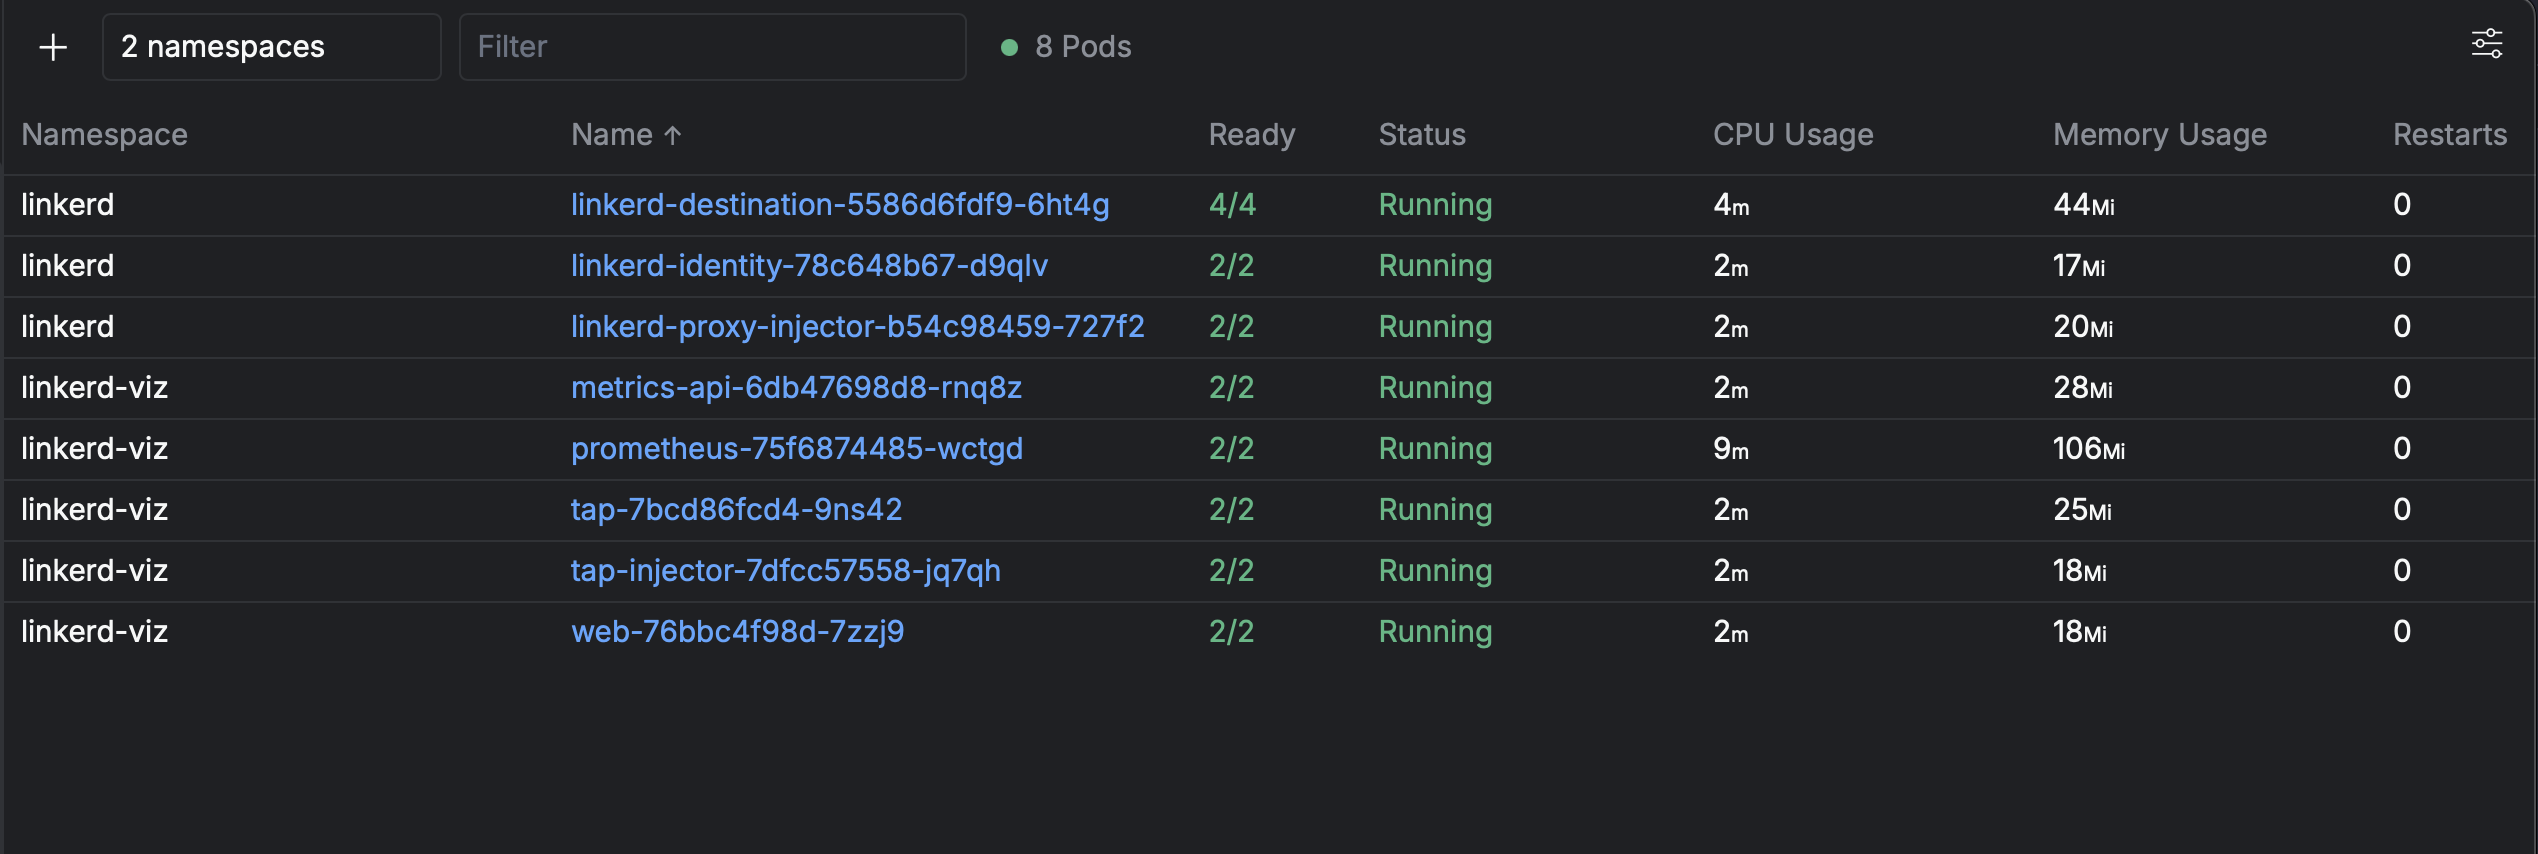 2 namespaces Filter 8 Pods
Namespace Name ↑ Ready Status CPU Usage Memory Usage Restarts
linkerd linkerd-destination-5586d6fdf9-6ht4g 4/4 Running 4m 44Mi 0
linkerd linkerd-identity-78c648b67-d9qlv 2/2 Running 2m 17Mi 0
linkerd linkerd-proxy-injector-b54c98459-727f2 2/2 Running 2m 20Mi 0
linkerd-viz metrics-api-6db47698d8-rnq8z 2/2 Running 2m 28Mi 0
linkerd-viz prometheus-75f6874485-wctgd 2/2 Running 9m 106Mi 0
linkerd-viz tap-7bcd86fcd4-9ns42 2/2 Running 2m 25Mi 0
linkerd-viz tap-injector-7dfcc57558-jq7qh 2/2 Running 2m 18Mi 0
linkerd-viz web-76bbc4f98d-7zzj9 2/2 Running 2m 18Mi 0